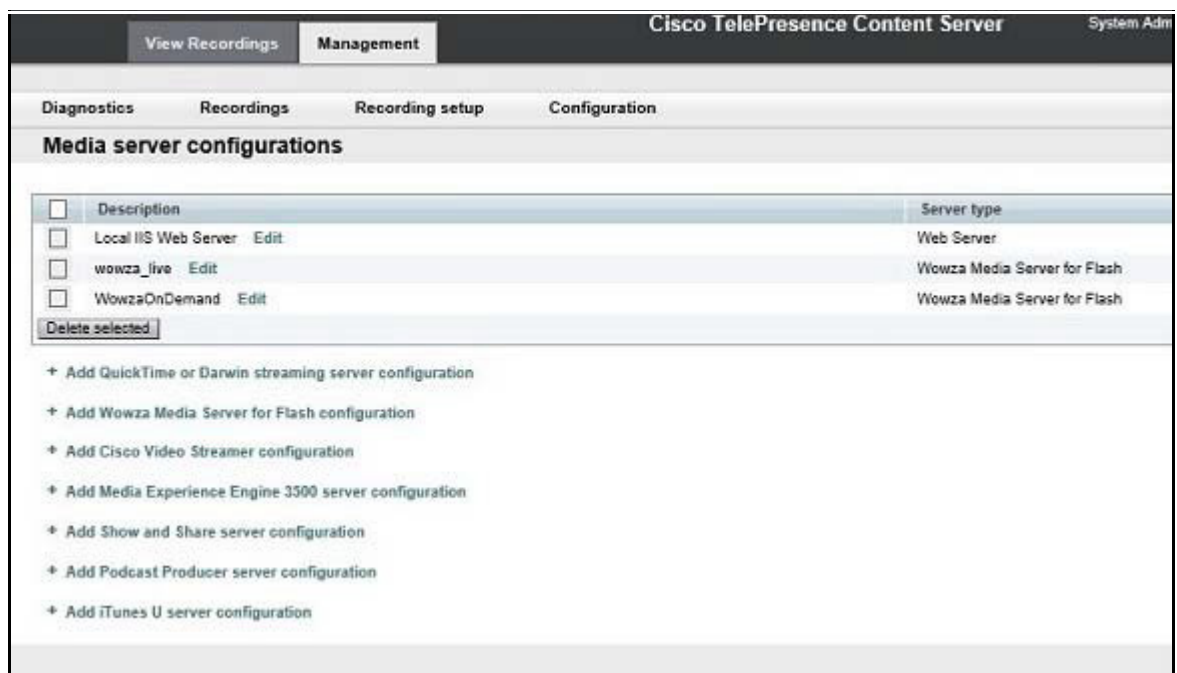 Cisco TelePresence Content Server System Adm
View Recordings Management
Diagnostics Recordings Recording setup Configuration
Media server configurations
Description Server type
Local IIS Web Server Edit Web Server
wowza_live Edit Wowza Media Server for Flash
WowzaOnDemand Edit Wowza Media Server for Flash
Delete selected
+ Add QuickTime or Darwin streaming server configuration
+ Add Wowza Media Server for Flash configuration
+ Add Cisco Video Streamer configuration
+ Add Media Experience Engine 3500 server configuration
+ Add Show and Share server configuration
+ Add Podcast Producer server configuration
+ Add iTunes U server configuration